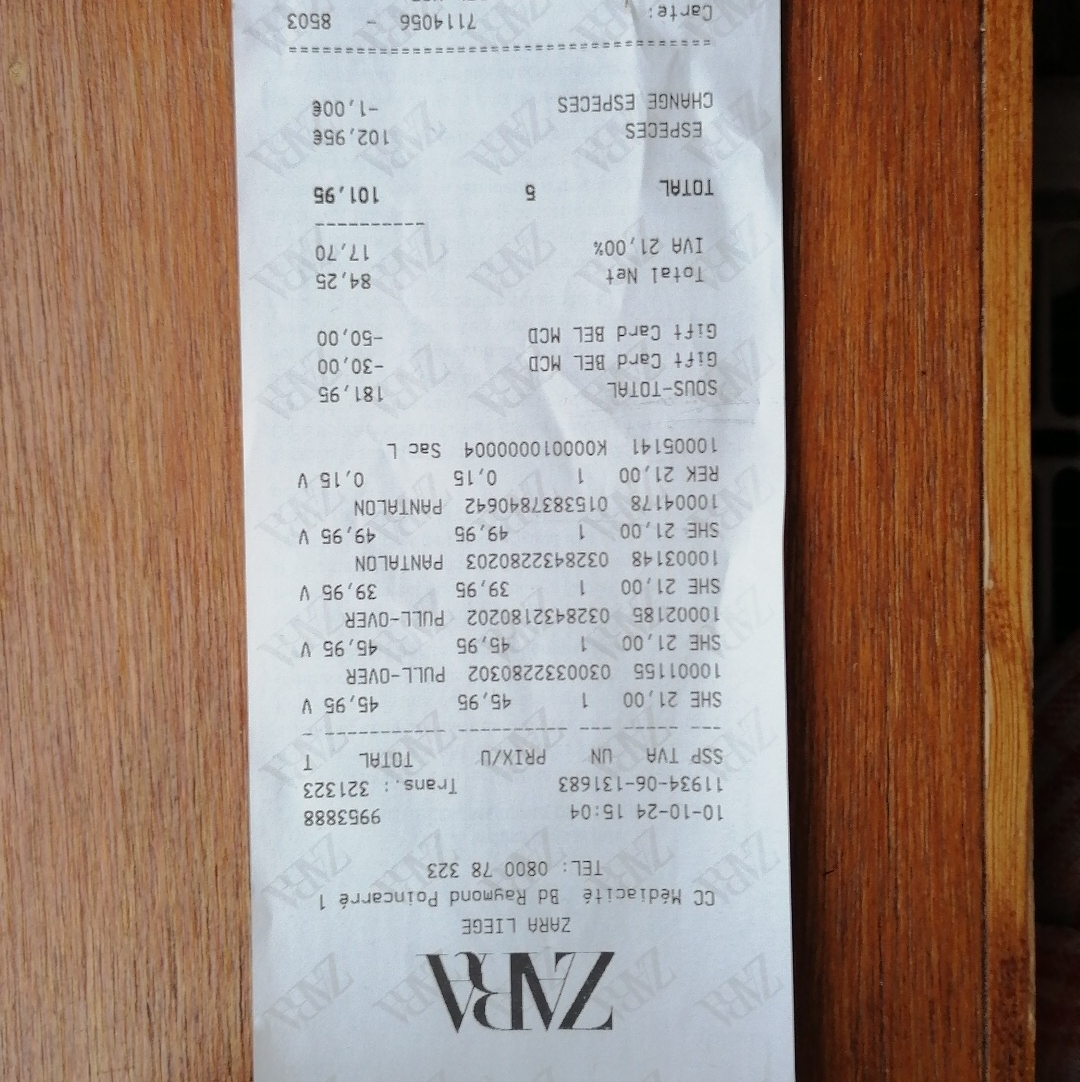 ZARA
ZARA LIEGE
CC Médiacité Bd Raymond Poincarré 1
TEL: 0800 78 323
10-10-24 15:04 9953888
11934-06-131683 Trans.: 321323
SSP TVA UN PRIX/U TOTAL T
SHE 21,00 1 45,95 45,95 V
10001155 03003332280302 PULL-OVER
SHE 21,00 1 45,95 45,95 V
10002185 03284332180202 PULL-OVER
SHE 21,00 1 39,95 39,95 V
10003148 03284332280203 PANTALON
SHE 21,00 1 49,95 49,95 V
10004178 01538378400642 PANTALON
REK 21,00 1 0,15 0,15 V
10005141 K0000100000004 Sac L
SOUS-TOTAL 181,95
Gift Card BEL MCD -30,00
Gift Card BEL MCD -50,00
Total Net 84,25
IVA 21,00% 17,70
TOTAL 5 101,95
ESPECES 102,95€
CHANGE ESPECES -1,00€
Carte: 7114056 - 8503